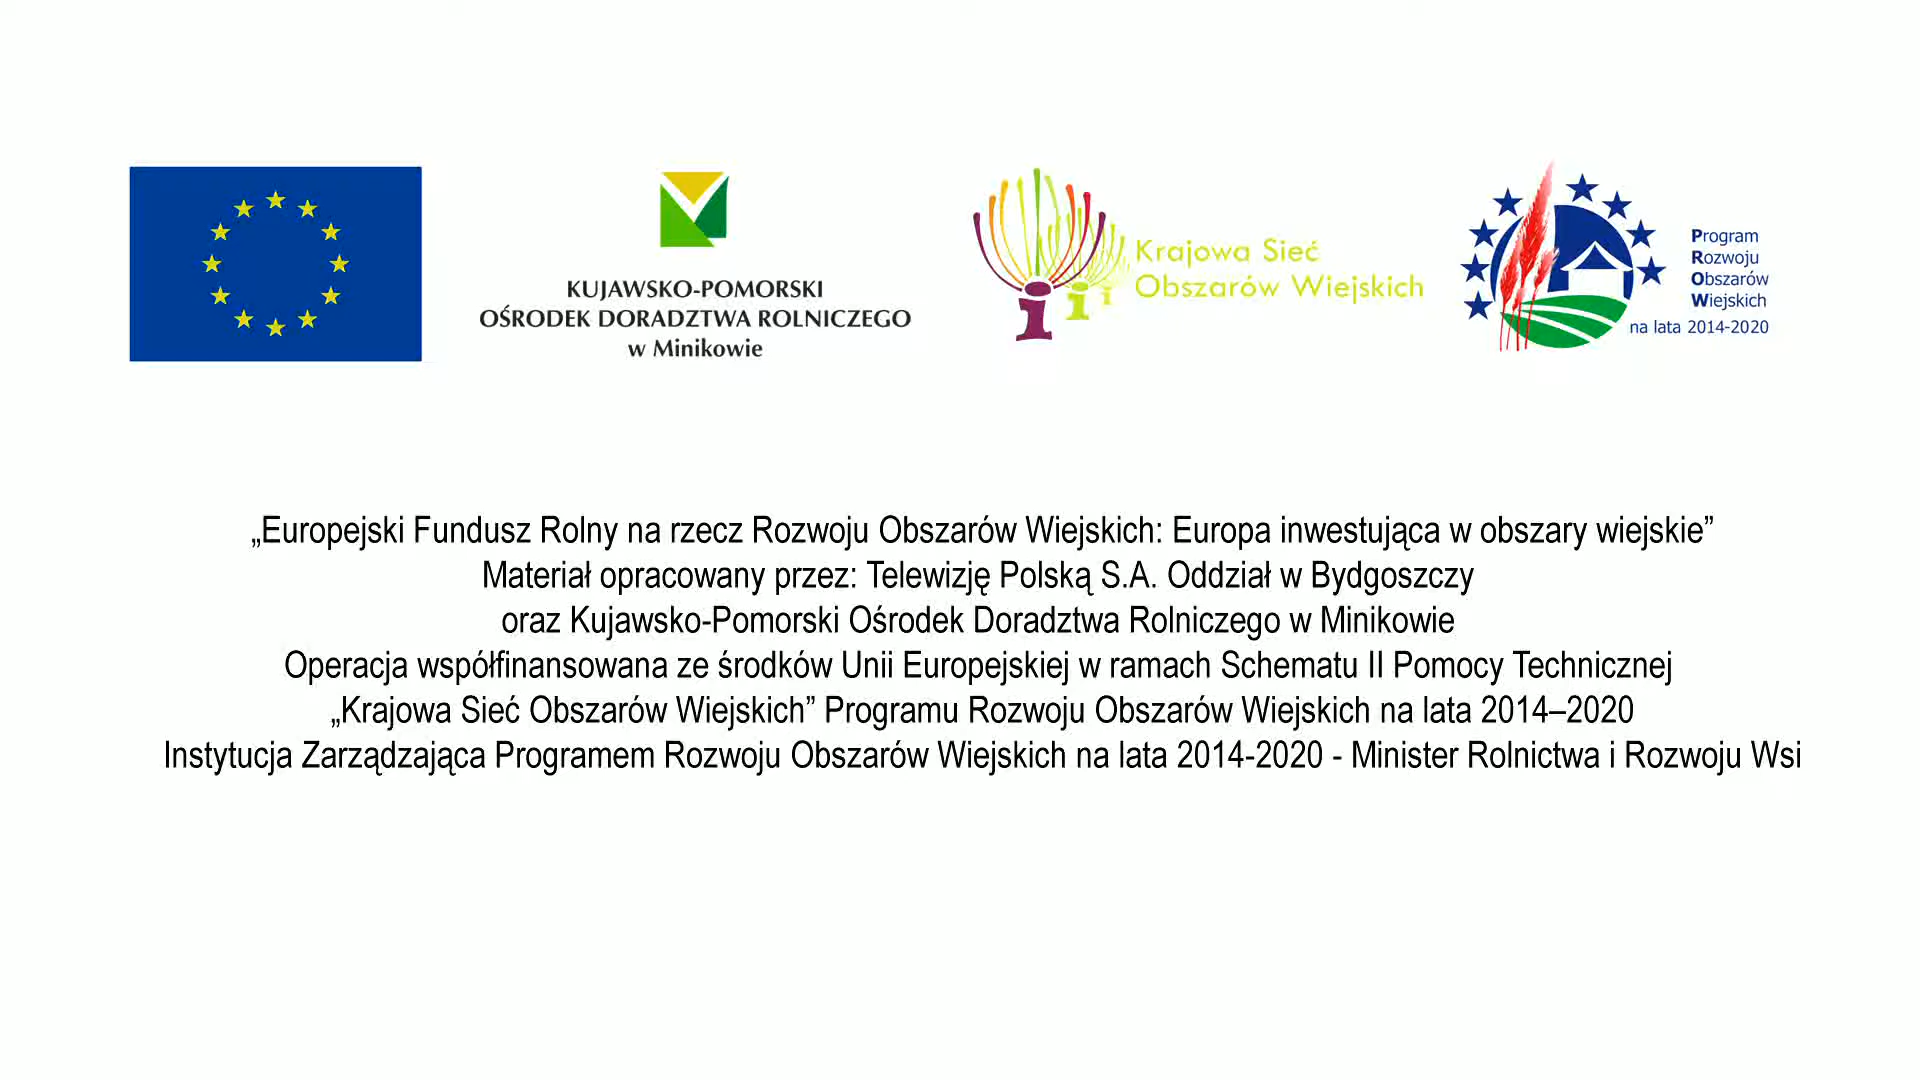 KUJAWSKO-POMORSKI
OŚRODEK DORADZTWA ROLNICZEGO
w Minikowie
Krajowa Sieć
Obszarów Wiejskich
Program
Rozwoju
Obszarów
Wiejskich
na lata 2014-2020
„Europejski Fundusz Rolny na rzecz Rozwoju Obszarów Wiejskich: Europa inwestująca w obszary wiejskie”
Materiał opracowany przez: Telewizję Polską S.A. Oddział w Bydgoszczy
oraz Kujawsko-Pomorski Ośrodek Doradztwa Rolniczego w Minikowie
Operacja współfinansowana ze środków Unii Europejskiej w ramach Schematu II Pomocy Technicznej
„Krajowa Sieć Obszarów Wiejskich” Programu Rozwoju Obszarów Wiejskich na lata 2014–2020
Instytucja Zarządzająca Programem Rozwoju Obszarów Wiejskich na lata 2014-2020 - Minister Rolnictwa i Rozwoju Wsi